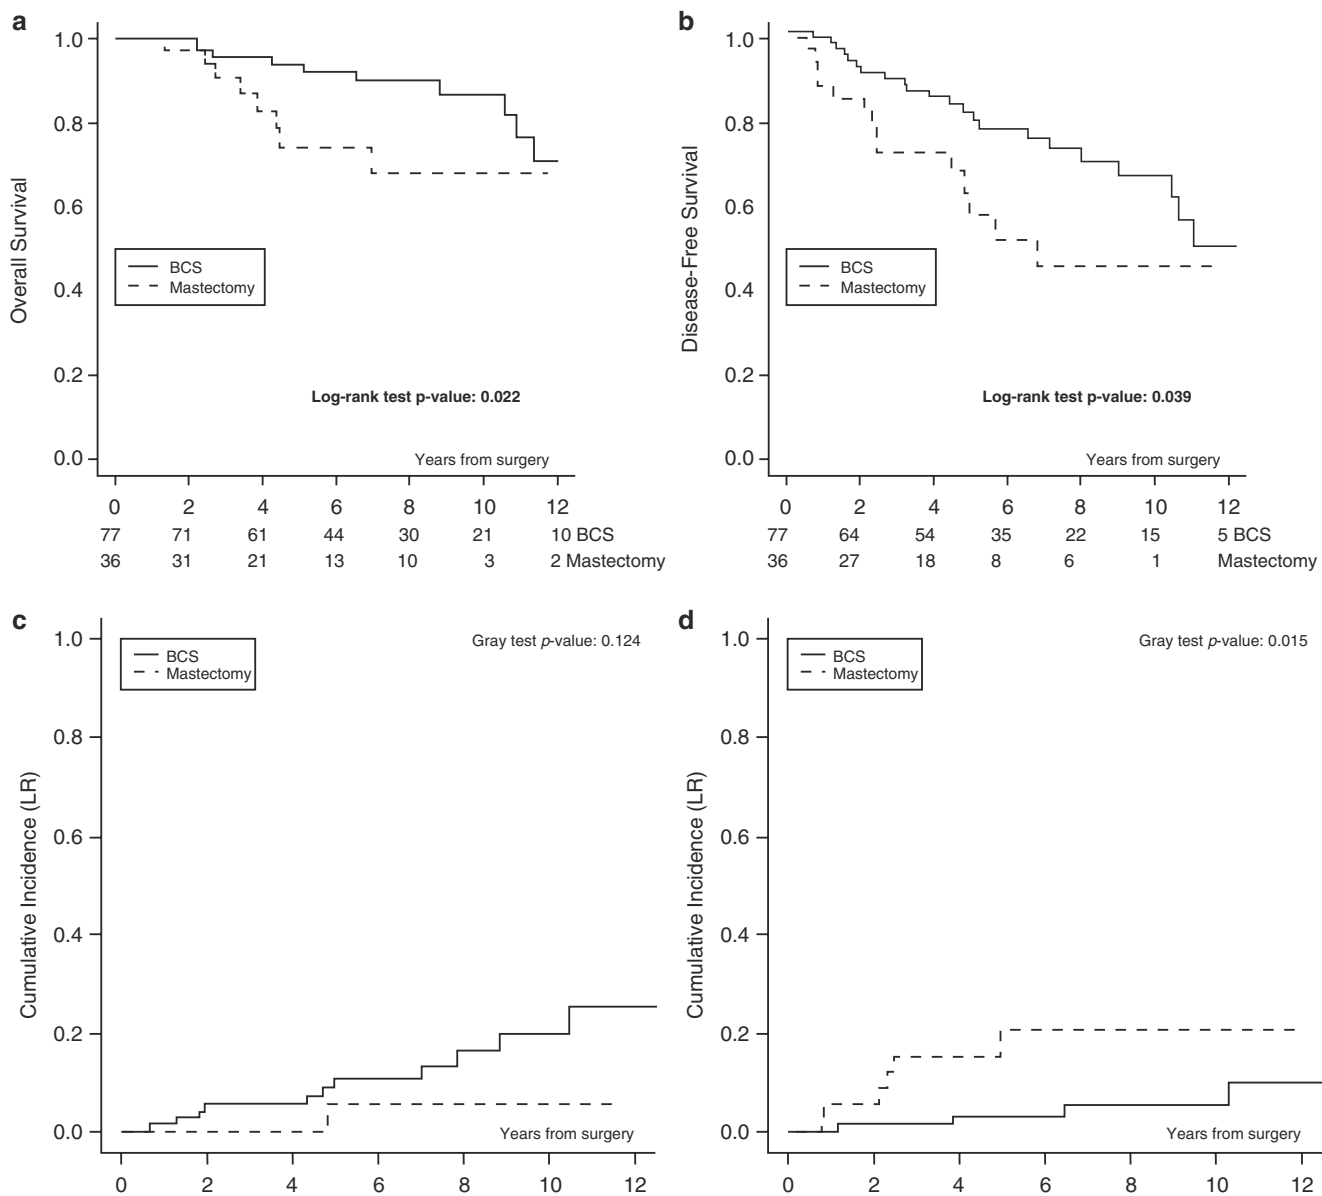 a
1.0
0.8
0.6
0.4
0.2
0.0
Overall Survival
BCS
Mastectomy
Log-rank test p-value: 0.022
Years from surgery
0 2 4 6 8 10 12
77 71 61 44 30 21 10 BCS
36 31 21 13 10 3 2 Mastectomy
b
1.0
0.8
0.6
0.4
0.2
0.0
Disease-Free Survival
BCS
Mastectomy
Log-rank test p-value: 0.039
Years from surgery
0 2 4 6 8 10 12
77 64 54 35 22 15 5 BCS
36 27 18 8 6 1 Mastectomy
c
1.0
0.8
0.6
0.4
0.2
0.0
Cumulative Incidence (LR)
BCS
Mastectomy
Gray test p-value: 0.124
Years from surgery
0 2 4 6 8 10 12
d
1.0
0.8
0.6
0.4
0.2
0.0
Cumulative Incidence (LR)
BCS
Mastectomy
Gray test p-value: 0.015
Years from surgery
0 2 4 6 8 10 12